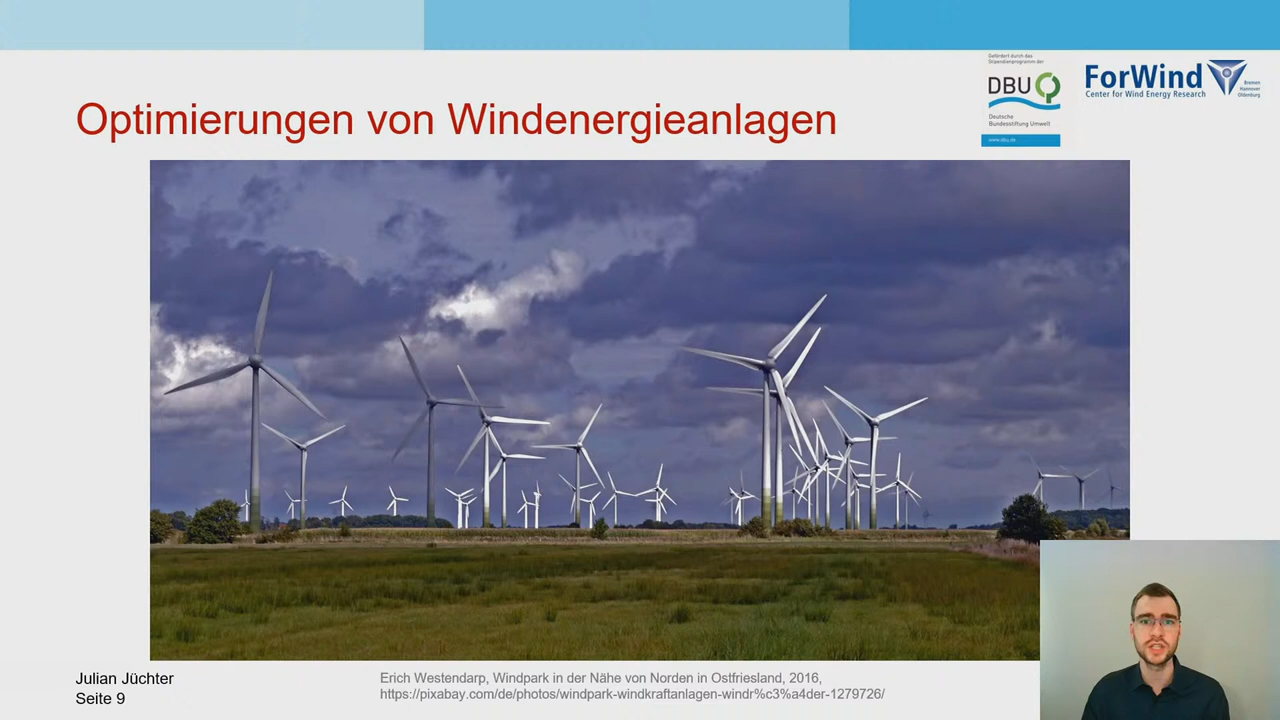 Gefördert durch das
Stipendienprogramm der
DBU
Deutsche
Bundesstiftung Umwelt
www.dbu.de
ForWind
Center for Wind Energy Research
Bremen
Hannover
Oldenburg
Optimierungen von Windenergieanlagen
Julian Jüchter
Seite 9
Erich Westendarp, Windpark in der Nähe von Norden in Ostfriesland, 2016,
https://pixabay.com/de/photos/windpark-windkraftanlagen-windr%c3%a4der-1279726/